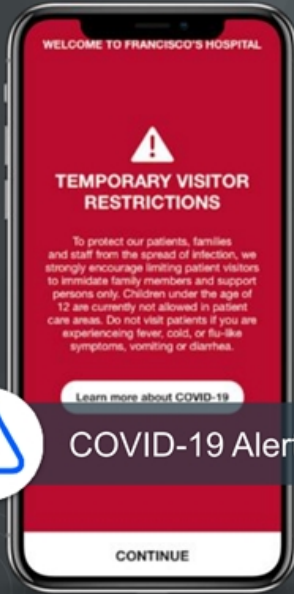 WELCOME TO FRANCISCO'S HOSPITAL
TEMPORARY VISITOR
RESTRICTIONS
To protect our patients, families
and staff from the spread of infection, we
strongly encourage limiting patient visitors
to immidate family members and support
persons only. Children under the age of
12 are currently not allowed in patient
care areas. Do not visit patients if you are
experienceing fever, cold, or flu-like
symptoms, vomiting or diarrhea.
Learn more about COVID-19
COVID-19 Aler
CONTINUE